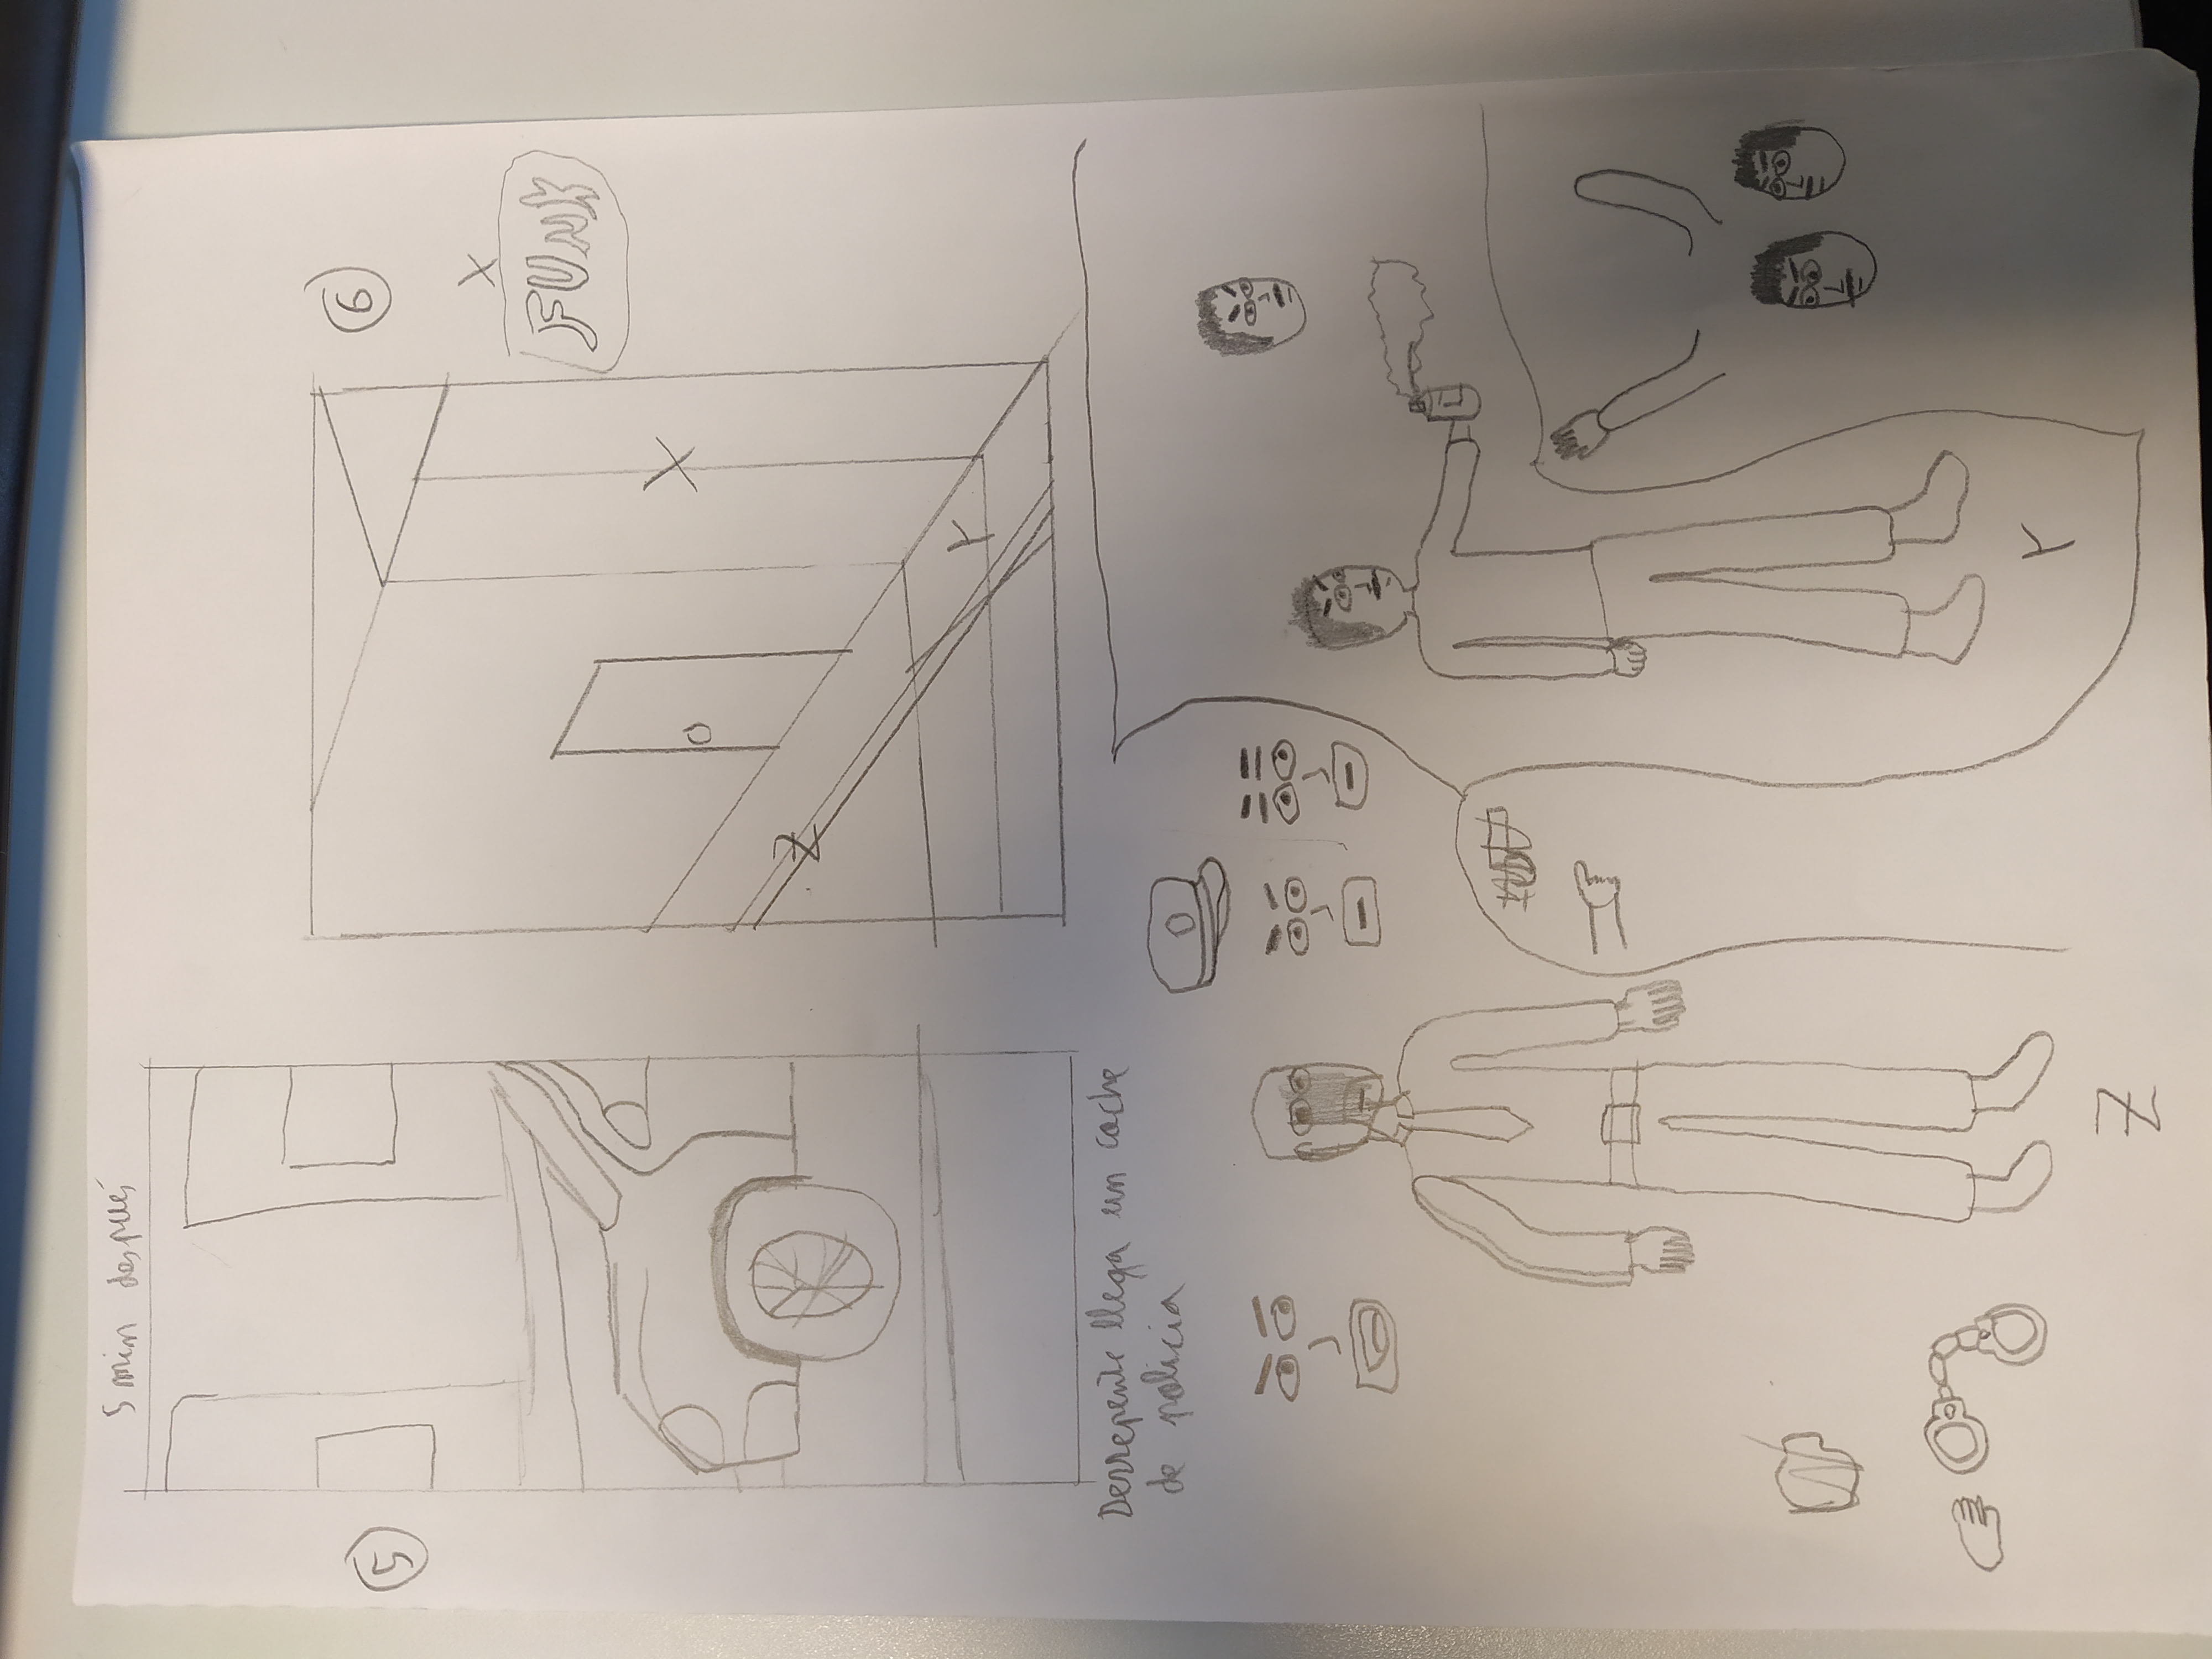 5 min después
5
6
X
FUNK
X
Z
Y
Derrepente llega un coche
de policia
Y
Z